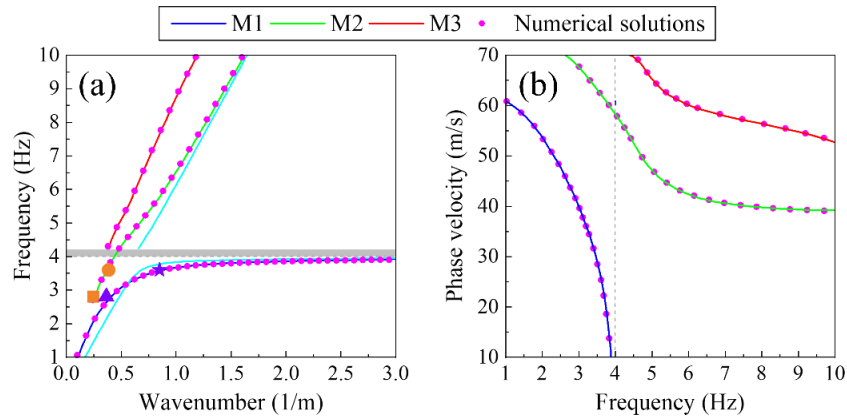 M1 M2 M3 Numerical solutions
(a)
Frequency (Hz)
10
9
8
7
6
5
4
3
2
1
0.0 0.5 1.0 1.5 2.0 2.5 3.0
Wavenumber (1/m)
(b)
Phase velocity (m/s)
70
60
50
40
30
20
10
1 2 3 4 5 6 7 8 9 10
Frequency (Hz)